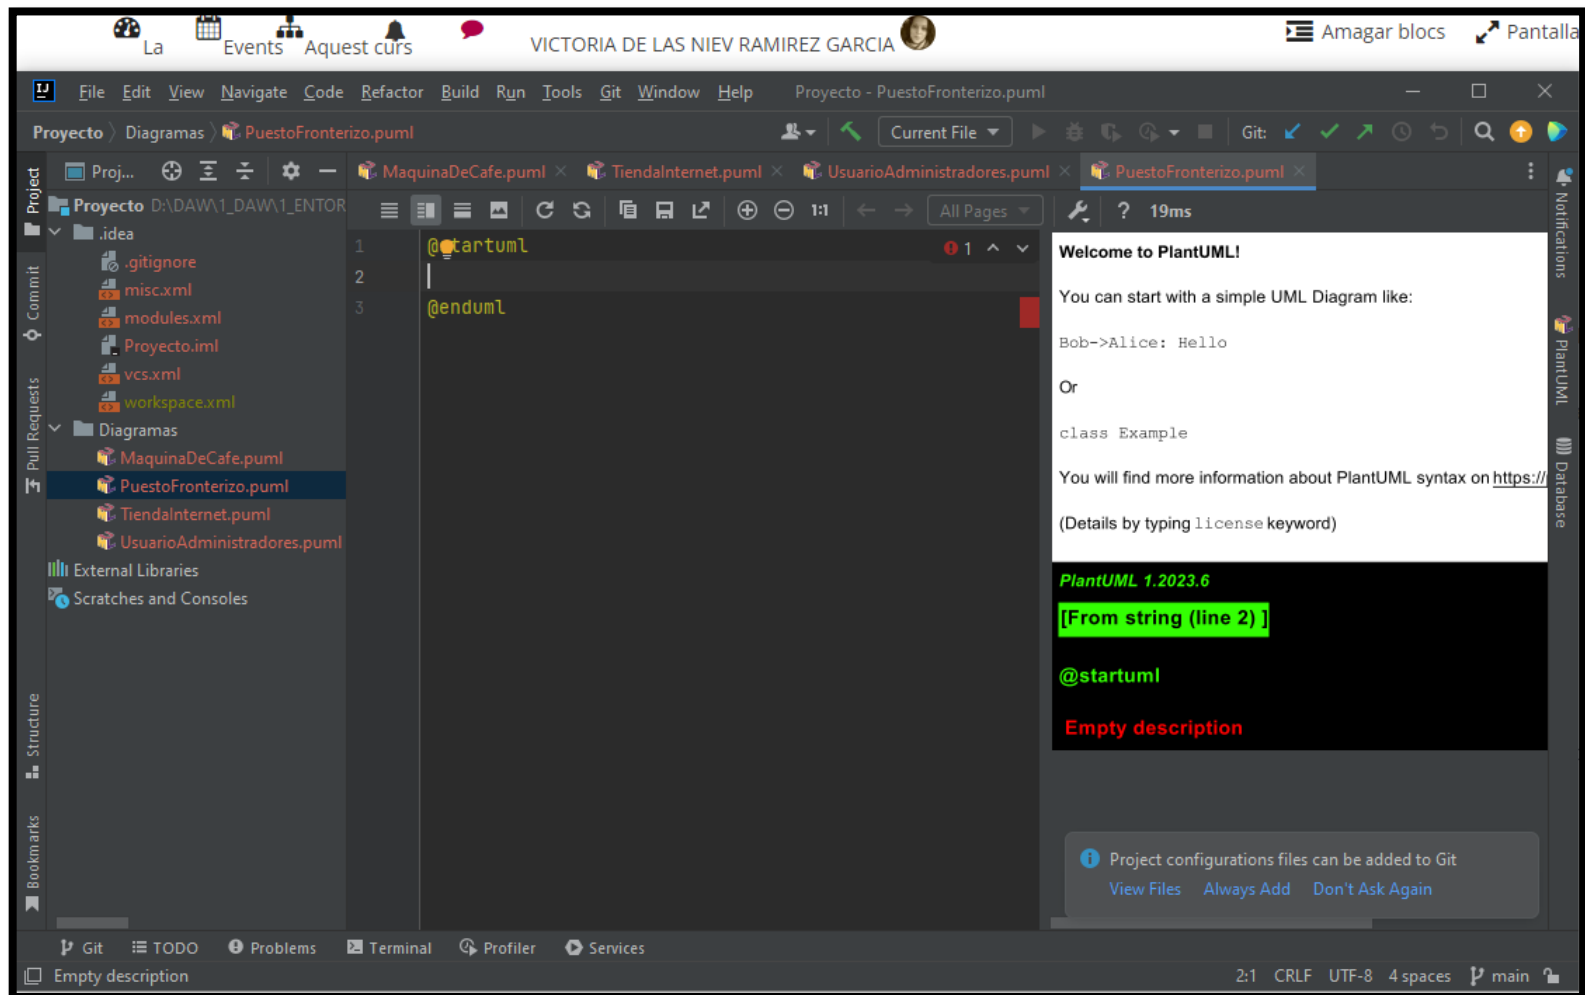 La Events Aquest curs VICTORIA DE LAS NIEV RAMIREZ GARCIA Amagar blocs Pantalla
File Edit View Navigate Code Refactor Build Run Tools Git Window Help Proyecto - PuestoFronterizo.puml
Proyecto Diagramas PuestoFronterizo.puml Current File Git:
Proj... MaquinaDeCafe.puml TiendaInternet.puml UsuarioAdministradores.puml PuestoFronterizo.puml
Proyecto D:\DAW\1_DAW\1_ENTOR 1:1 All Pages ? 19ms
.idea
.gitignore
misc.xml
modules.xml
Proyecto.iml
vcs.xml
workspace.xml
Diagramas
MaquinaDeCafe.puml
PuestoFronterizo.puml
TiendaInternet.puml
UsuarioAdministradores.puml
External Libraries
Scratches and Consoles
1 @startuml 1
2
3 @enduml
Welcome to PlantUML!
You can start with a simple UML Diagram like:
Bob->Alice: Hello
Or
class Example
You will find more information about PlantUML syntax on https://
(Details by typing license keyword)
PlantUML 1.2023.6
[From string (line 2) ]
@startuml
Empty description
Project configurations files can be added to Git
View Files Always Add Don't Ask Again
Project
Commit
Pull Requests
Structure
Bookmarks
Notifications
PlantUML
Database
Git TODO Problems Terminal Profiler Services
Empty description 2:1 CRLF UTF-8 4 spaces main